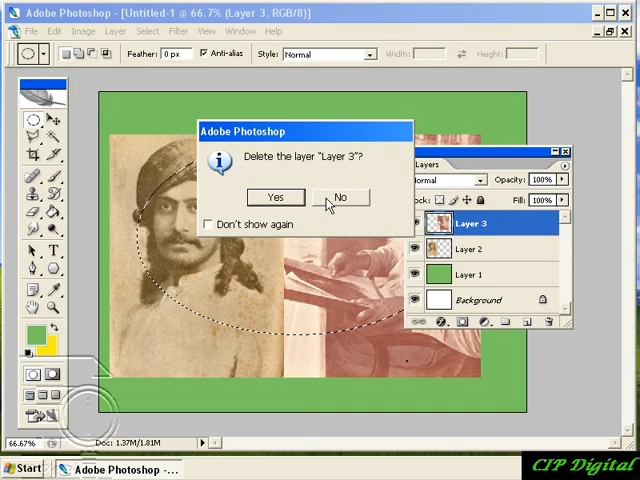 Adobe Photoshop - [Untitled-1 @ 66.7% (Layer 3, RGB/8)]
File Edit Image Layer Select Filter View Window Help
Feather: 0 px Anti-alias Style: Normal Width: Height:
Adobe Photoshop
Delete the layer "Layer 3"?
Yes No
Don't show again
Layers
Normal Opacity: 100%
Lock: Fill: 100%
Layer 3
Layer 2
Layer 1
Background
66.67% Doc: 1.37M/1.81M
Start Adobe Photoshop - ...
CIP Digital